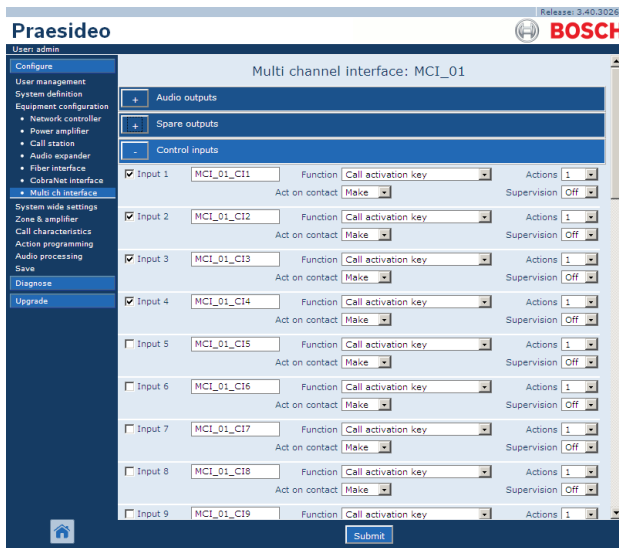 Release: 3.40.3026
Praesideo
BOSCH
User: admin
Configure
User management
System definition
Equipment configuration
• Network controller
• Power amplifier
• Call station
• Audio expander
• Fiber interface
• CobraNet interface
• Multi ch interface
System wide settings
Zone & amplifier
Call characteristics
Action programming
Audio processing
Save
Diagnose
Upgrade
Multi channel interface: MCI_01
+ Audio outputs
+ Spare outputs
- Control inputs
Input 1 MCI_01_CI1 Function Call activation key Actions 1
Act on contact Make Supervision Off
Input 2 MCI_01_CI2 Function Call activation key Actions 1
Act on contact Make Supervision Off
Input 3 MCI_01_CI3 Function Call activation key Actions 1
Act on contact Make Supervision Off
Input 4 MCI_01_CI4 Function Call activation key Actions 1
Act on contact Make Supervision Off
Input 5 MCI_01_CI5 Function Call activation key Actions 1
Act on contact Make Supervision Off
Input 6 MCI_01_CI6 Function Call activation key Actions 1
Act on contact Make Supervision Off
Input 7 MCI_01_CI7 Function Call activation key Actions 1
Act on contact Make Supervision Off
Input 8 MCI_01_CI8 Function Call activation key Actions 1
Act on contact Make Supervision Off
Input 9 MCI_01_CI9 Function Call activation key Actions 1
Submit